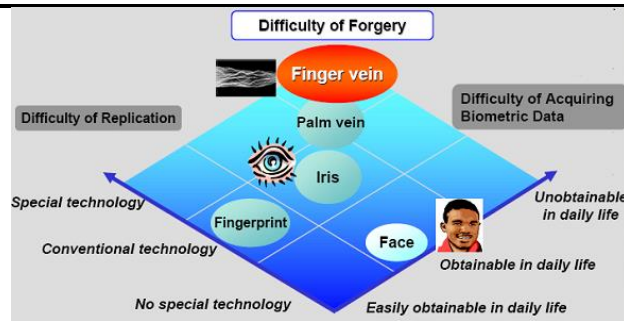 Difficulty of Forgery
Finger vein
Difficulty of Replication
Palm vein
Difficulty of Acquiring
Biometric Data
Iris
Special technology
Unobtainable
in daily life
Fingerprint
Conventional technology
Face
Obtainable in daily life
No special technology
Easily obtainable in daily life